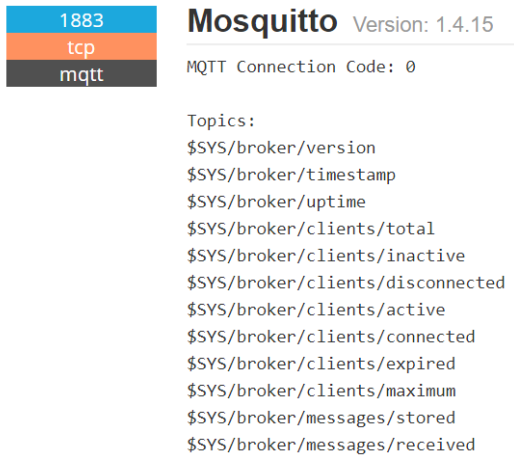 1883
tcp
mqtt
Mosquitto Version: 1.4.15
MQTT Connection Code: 0
Topics:
$SYS/broker/version
$SYS/broker/timestamp
$SYS/broker/uptime
$SYS/broker/clients/total
$SYS/broker/clients/inactive
$SYS/broker/clients/disconnected
$SYS/broker/clients/active
$SYS/broker/clients/connected
$SYS/broker/clients/expired
$SYS/broker/clients/maximum
$SYS/broker/messages/stored
$SYS/broker/messages/received